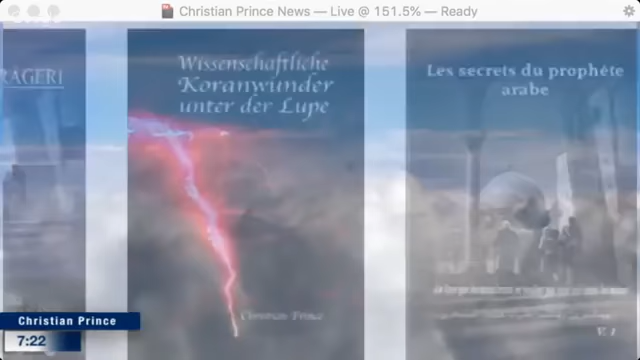 Christian Prince News — Live @ 151.5% — Ready
RÄGER!
Wissenschaftliche
Koranwunder
unter der Lupe
Christian Prince
Les secrets du prophète
arabe
Christian Prince
7:22